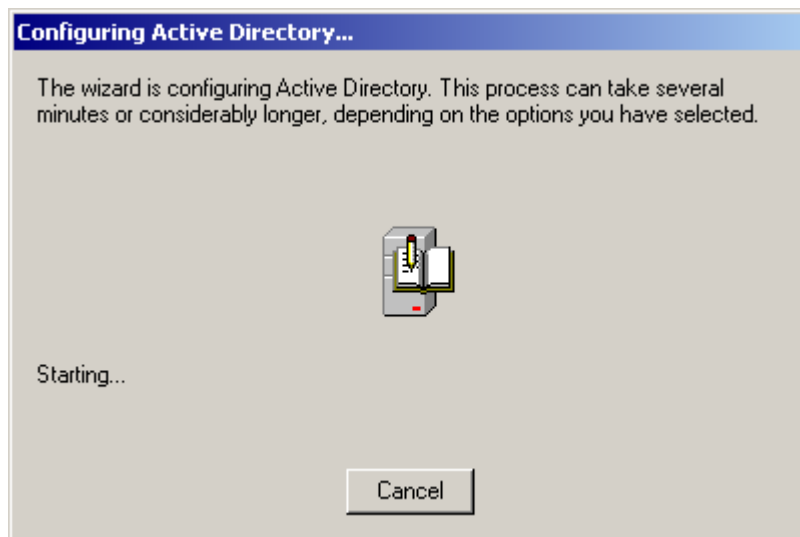 Configuring Active Directory...
The wizard is configuring Active Directory. This process can take several
minutes or considerably longer, depending on the options you have selected.
Starting...
Cancel